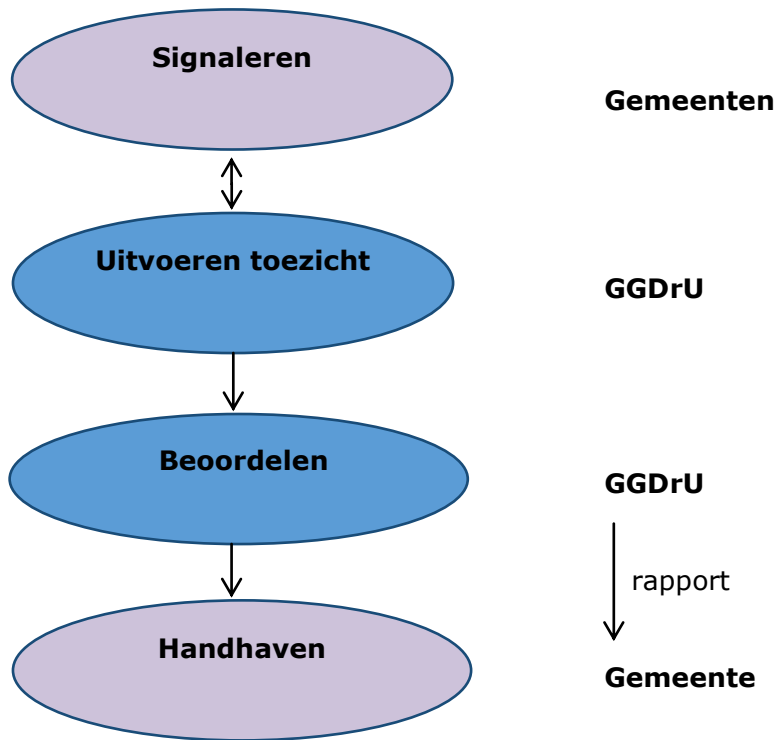 Signaleren
Gemeenten
Uitvoeren toezicht
GGDrU
Beoordelen
GGDrU
rapport
Handhaven
Gemeente